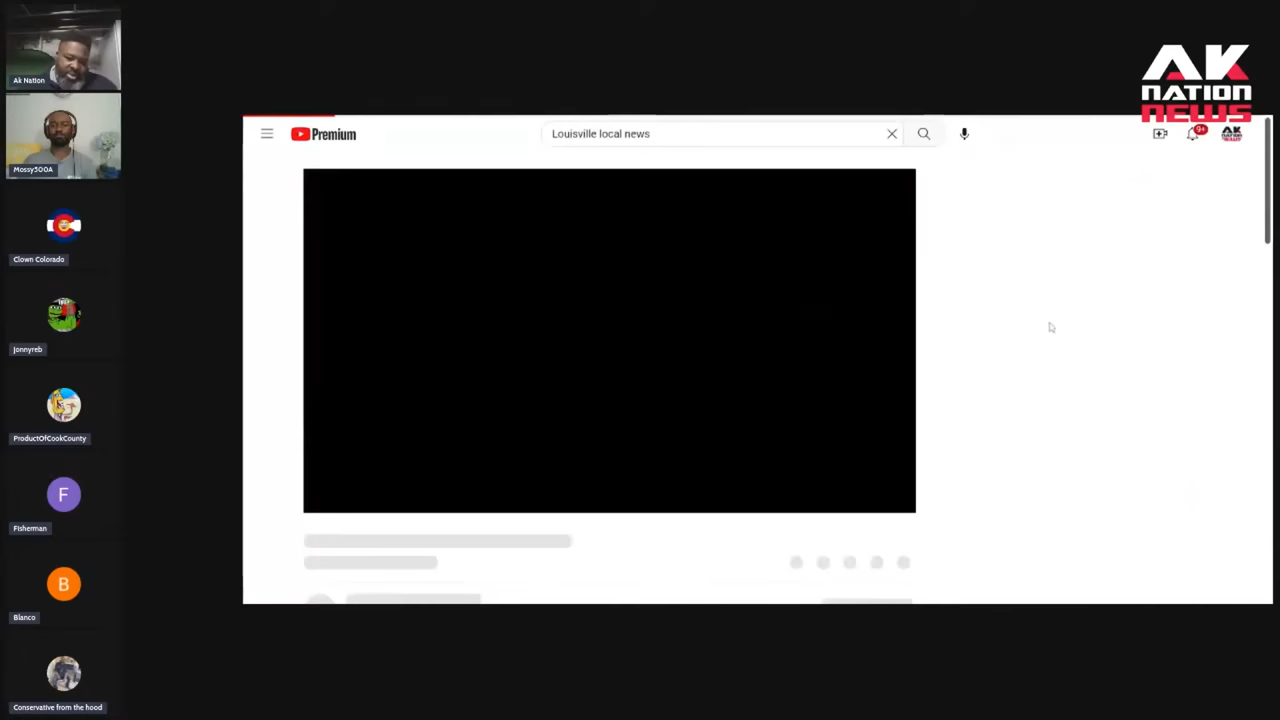 Ak Nation
Mossy500A
Clown Colorado
Jonnyreb
ProductOfCookCounty
F
Fisherman
B
Blanco
Conservative from the hood
Premium
Louisville local news
9+
AK
NATION
NEWS